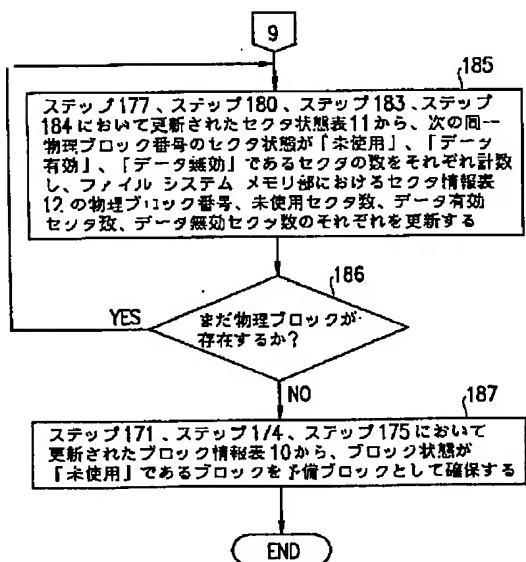 9
185
ステップ177、ステップ180、ステップ183、ステップ
184において更新されたセクタ状態表11から、次の同一
物理ブロック番号のセクタ状態が『未使用』、『データ
有効』、『データ無効』であるセクタの数をそれぞれ計数
し、ファイル システム メモリ部におけるセクタ情報表
12の物理ブロック番号、未使用セクタ数、データ有効
セクタ数、データ無効セクタ数のそれぞれを更新する
186
YES
まだ物理ブロックが
存在するか?
NO
187
ステップ171、ステップ1/4、ステップ175において
更新されたブロック情報表10から、ブロック状態が
『未使用』であるブロックを予備ブロックとして確保する
END